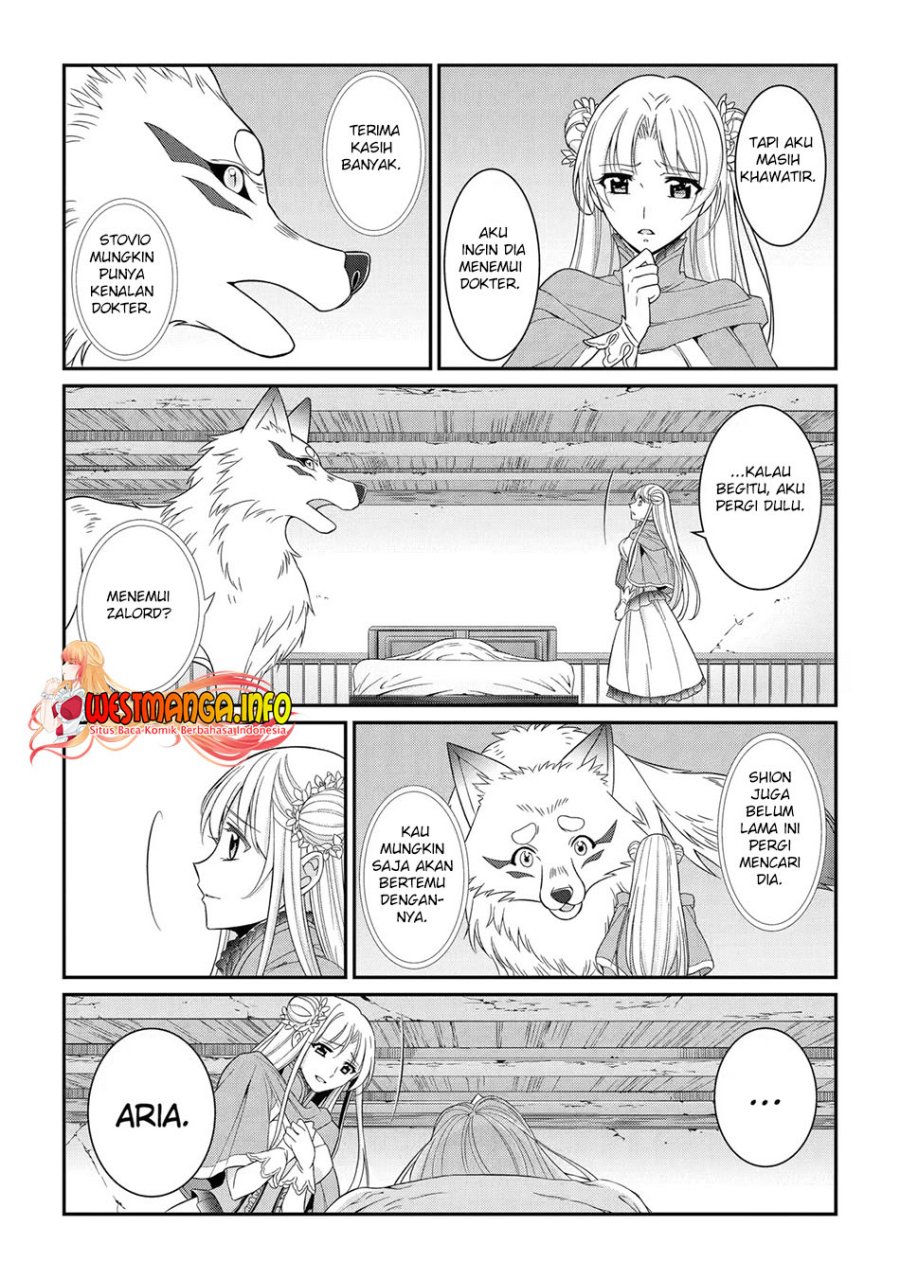 TAPI AKU
MASIH
KHAWATIR.
AKU
INGIN DIA
MENEMUI
DOKTER.
TERIMA
KASIH
BANYAK.
STOVIO
MUNGKIN
PUNYA
KENALAN
DOKTER.
...KALAU
BEGITU, AKU
PERGI DULU.
MENEMUI
ZALORD?
WESTMANGA.INFO
Situs Baca Komik Berbahasa Indonesia
SHION JUGA
BELUM
LAMA INI
PERGI
MENCARI
DIA.
KAU
MUNGKIN
SAJA AKAN
BERTEMU
DENGAN-
NYA.
...
ARIA.